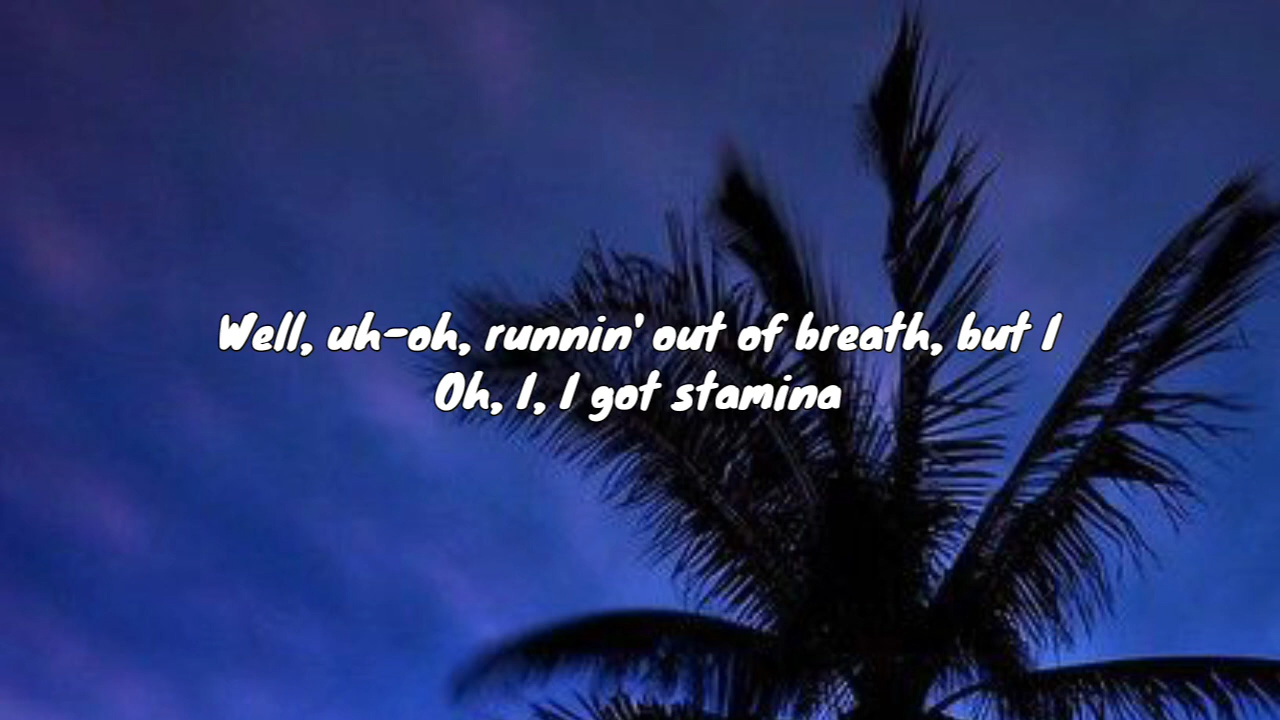 Well, uh-oh, runnin' out of breath, but I
Oh, I, I got stamina